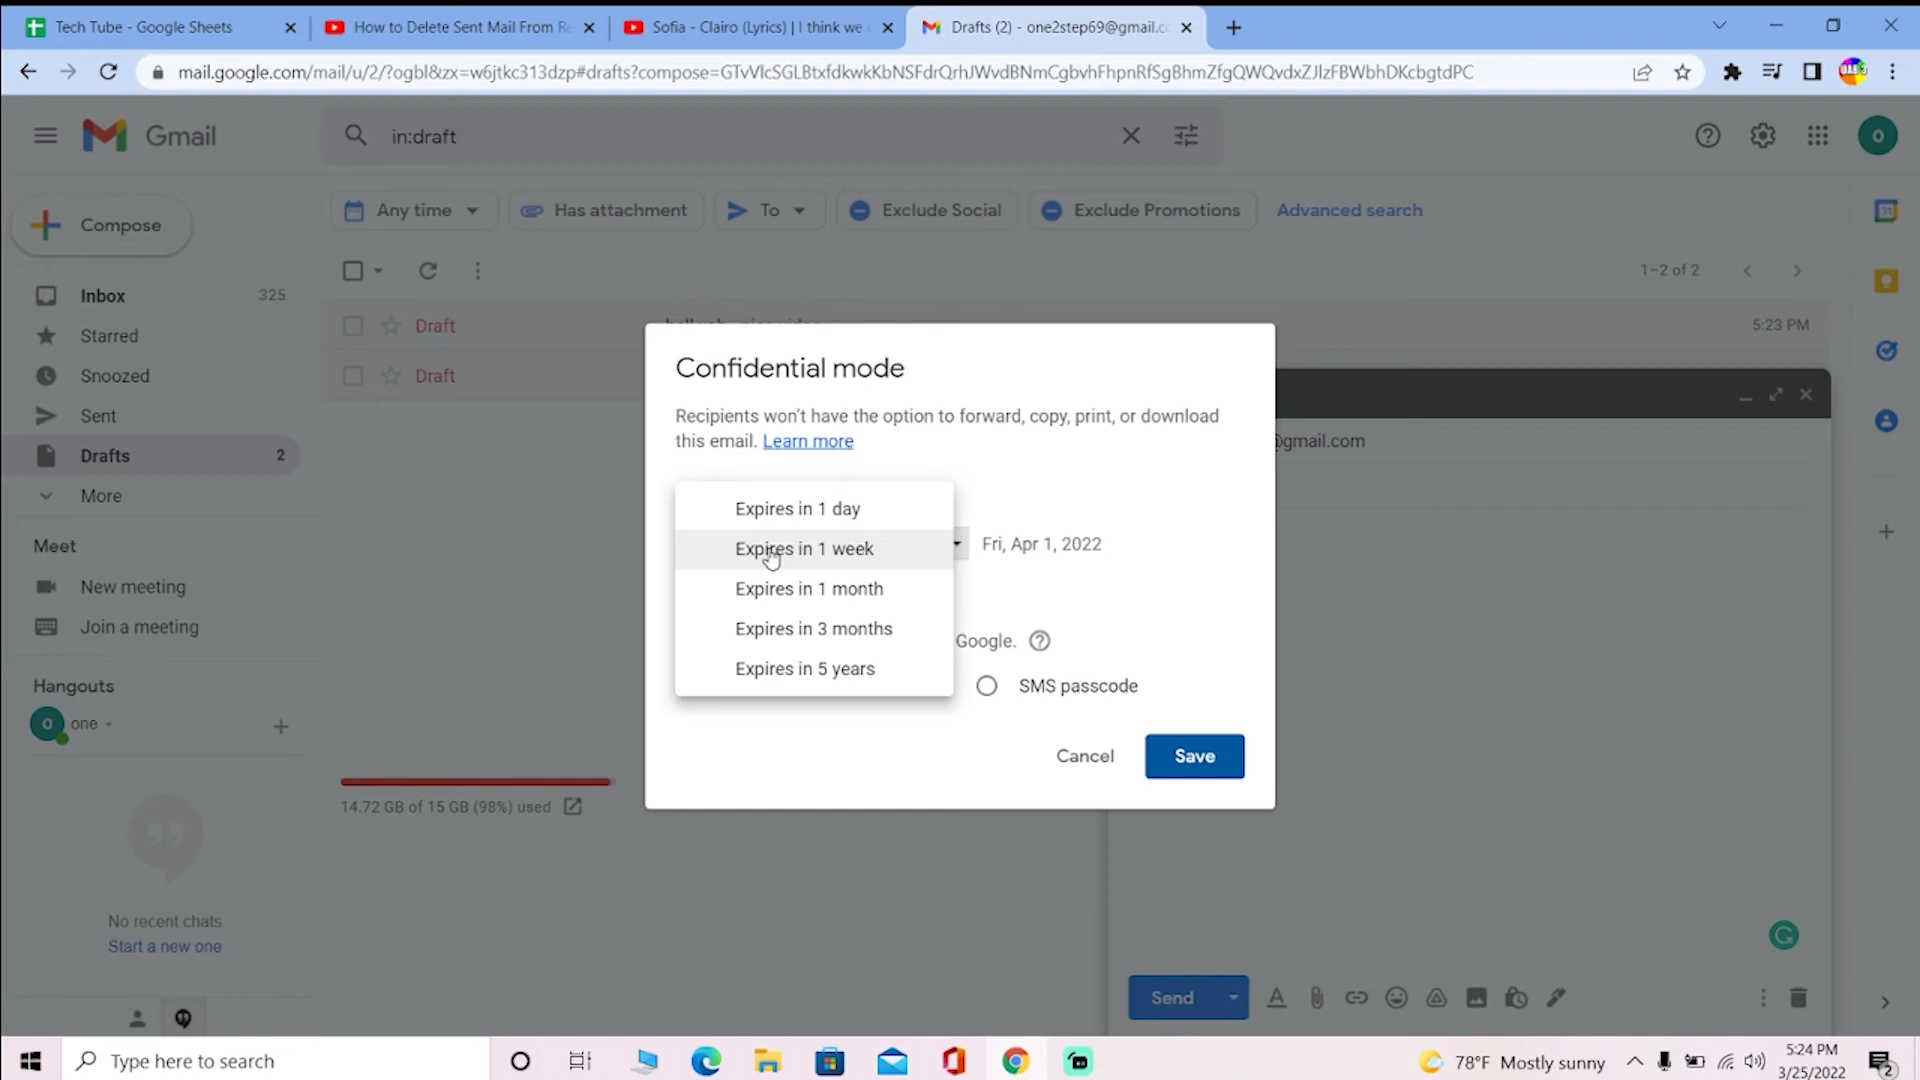 Tech Tube - Google Sheets
How to Delete Sent Mail From Re
Sofia - Clairo (Lyrics) | I think we
Drafts (2) - one2step69@gmail.c
mail.google.com/mail/u/2/?ogbl&zx=w6jtkc313dzp#drafts?compose=GTvVlcSGLBtxfdkwkKbNSFdrQrhJWvdBNmCgbvhFhpnRfSgBhmZfgQWQvdxZJlzFBWbhDKcbgtdPC
Gmail
in:draft
Compose
Any time
Has attachment
To
Exclude Social
Exclude Promotions
Advanced search
1–2 of 2
Inbox 325
Starred
Snoozed
Sent
Drafts 2
More
Draft
5:23 PM
Draft
Meet
New meeting
Join a meeting
Hangouts
one
No recent chats
Start a new one
14.72 GB of 15 GB (98%) used
Confidential mode
Recipients won't have the option to forward, copy, print, or download
this email. Learn more
Expires in 1 day
Expires in 1 week
Expires in 1 month
Expires in 3 months
Expires in 5 years
Fri, Apr 1, 2022
Google.
SMS passcode
Cancel
Save
@gmail.com
Send
Type here to search
78°F Mostly sunny
5:24 PM
3/25/2022
2